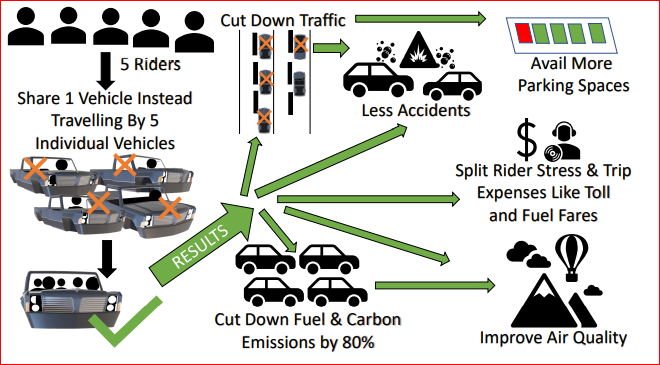 5 Riders
Share 1 Vehicle Instead
Travelling By 5
Individual Vehicles
RESULTS
Cut Down Traffic
Less Accidents
Avail More
Parking Spaces
$
Split Rider Stress & Trip
Expenses Like Toll
and Fuel Fares
Cut Down Fuel & Carbon
Emissions by 80%
Improve Air Quality